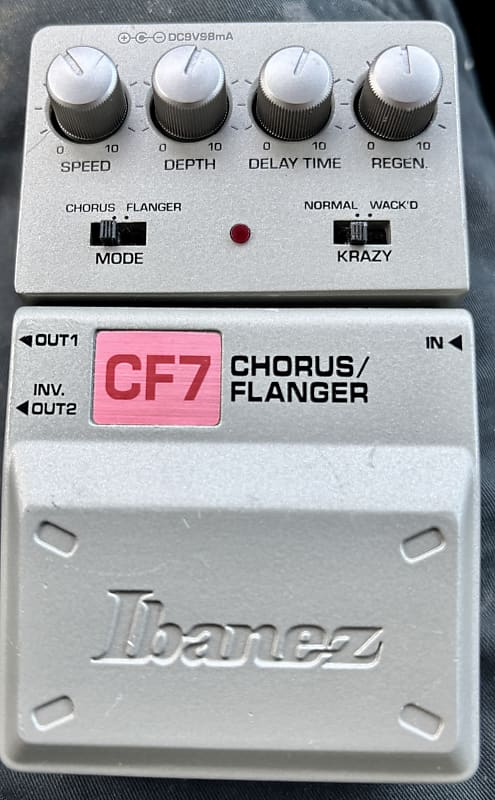 DC9V98mA
0 10 0 10 0 10 0 10
SPEED DEPTH DELAY TIME REGEN.
CHORUS FLANGER NORMAL WACK'D
MODE KRAZY
OUT1 IN
INV.
OUT2
CF7
CHORUS/
FLANGER
Ibanez